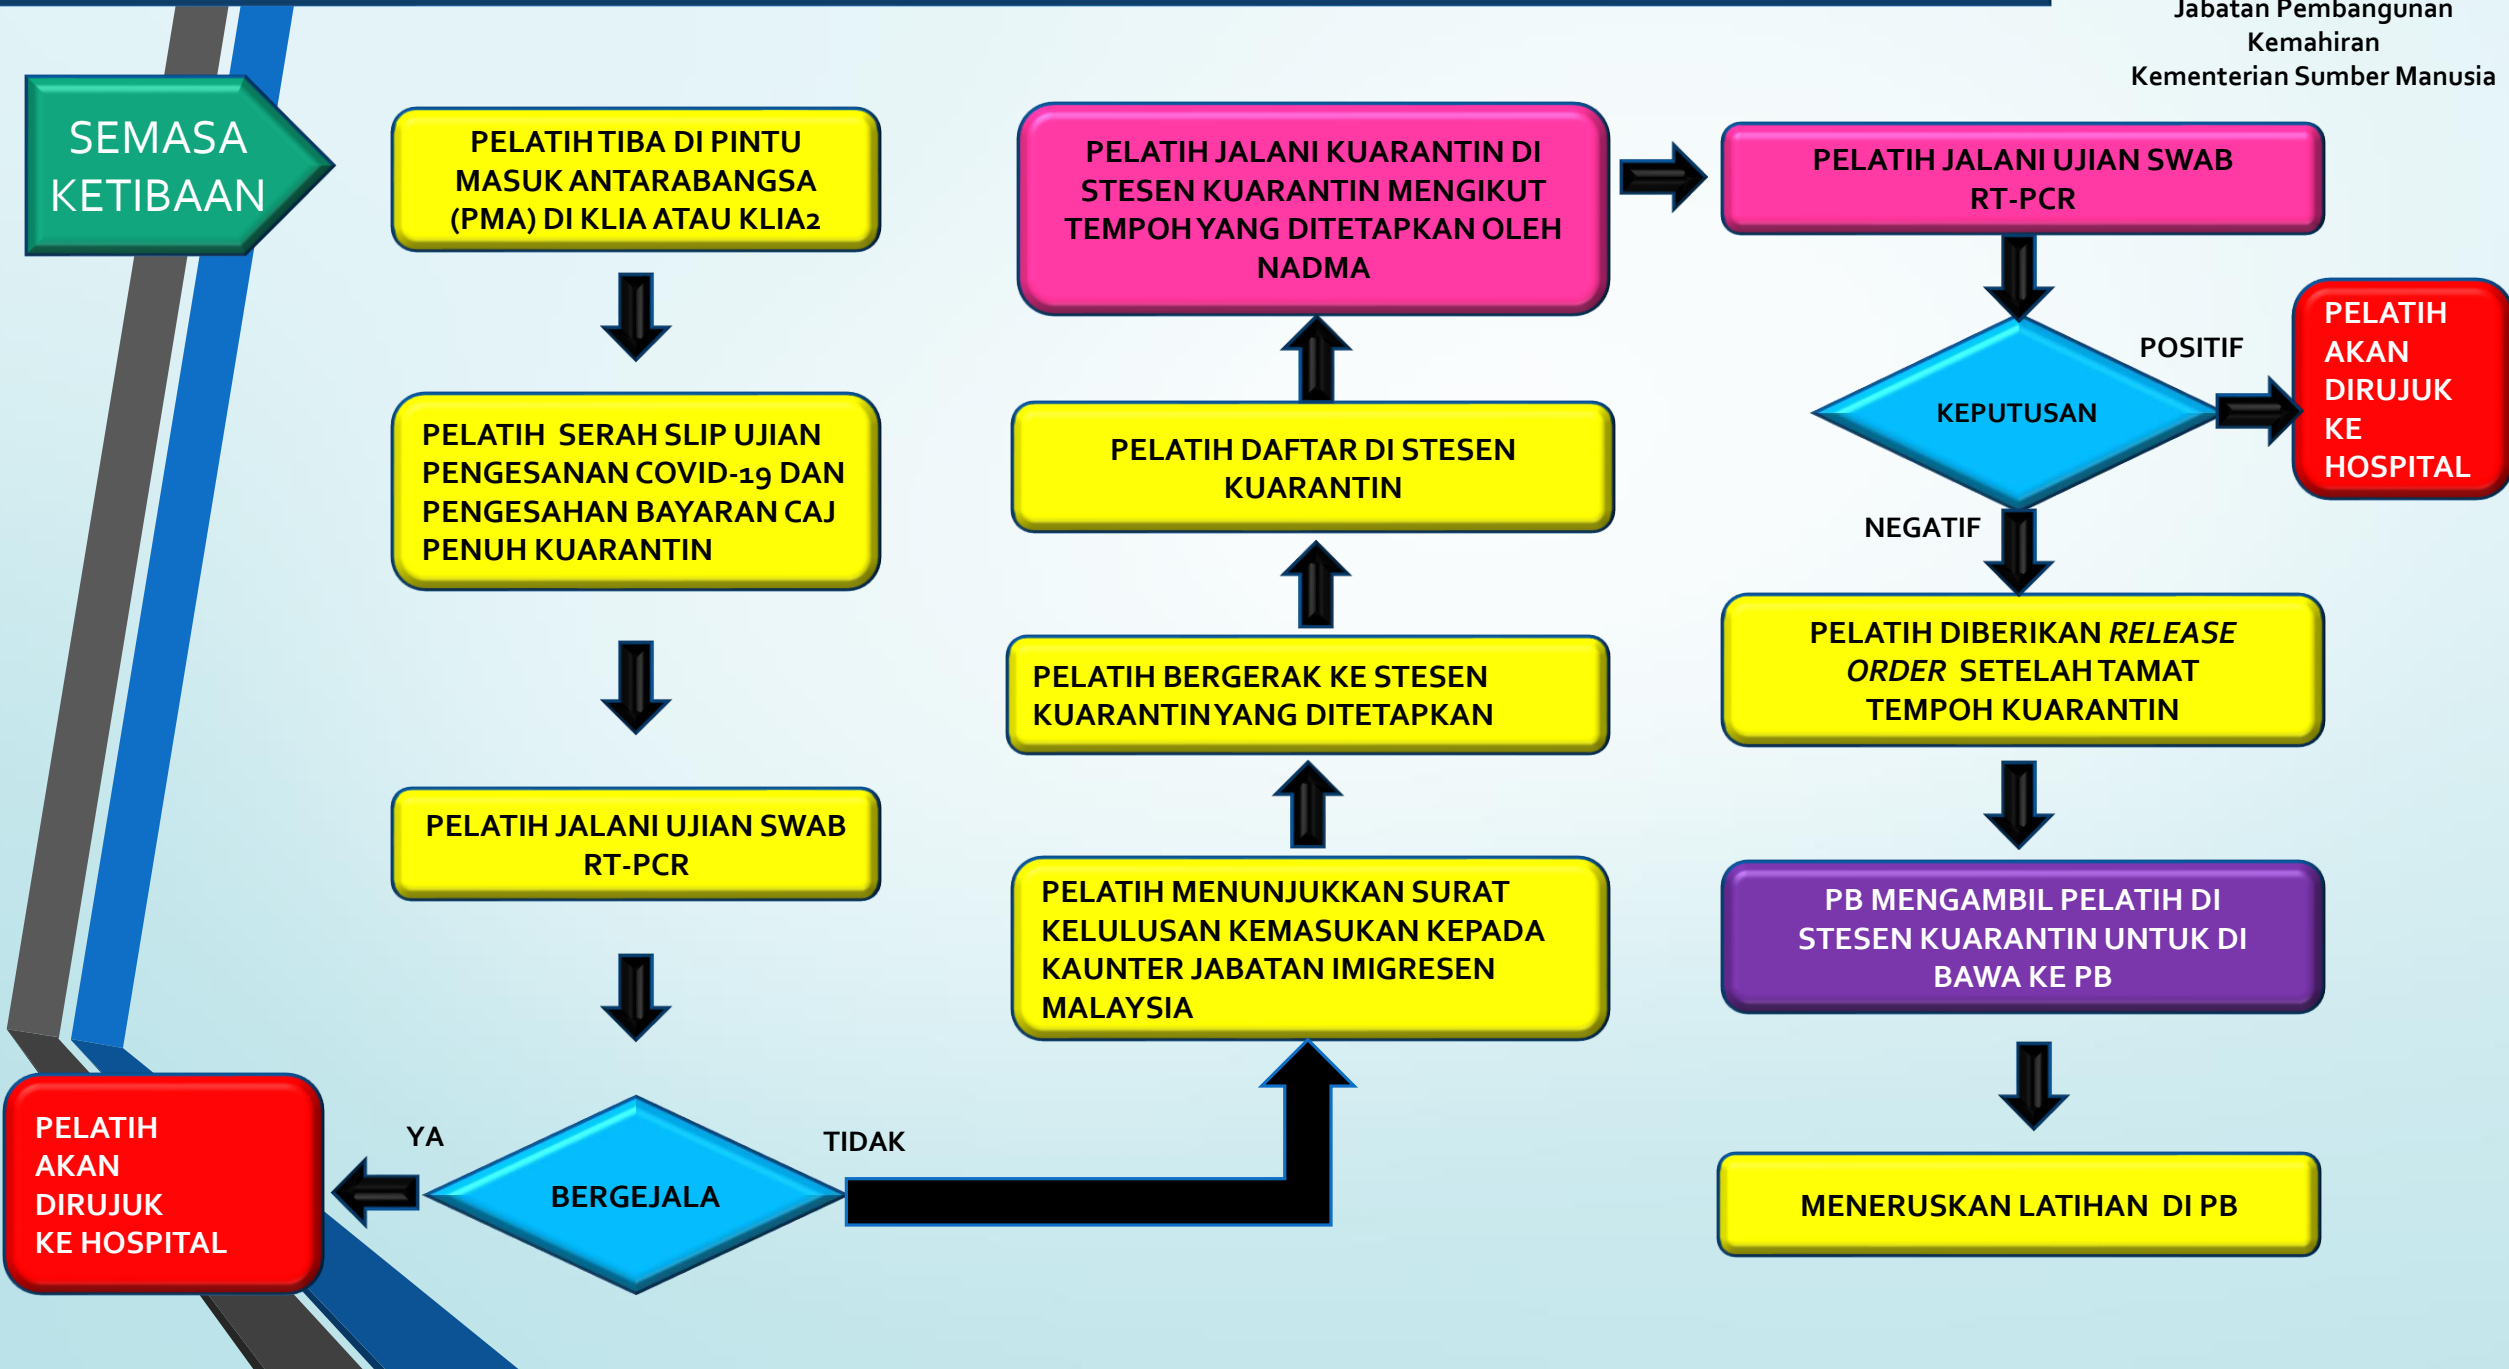 Jabatan Pembangunan
Kemahiran
Kementerian Sumber Manusia
SEMASA
KETIBAAN
PELATIH TIBA DI PINTU
MASUK ANTARABANGSA
(PMA) DI KLIA ATAU KLIA2
PELATIH SERAH SLIP UJIAN
PENGESANAN COVID-19 DAN
PENGESAHAN BAYARAN CAJ
PENUH KUARANTIN
PELATIH JALANI UJIAN SWAB
RT-PCR
BERGEJALA
YA
PELATIH
AKAN
DIRUJUK
KE HOSPITAL
TIDAK
PELATIH MENUNJUKKAN SURAT
KELULUSAN KEMASUKAN KEPADA
KAUNTER JABATAN IMIGRESEN
MALAYSIA
PELATIH BERGERAK KE STESEN
KUARANTIN YANG DITETAPKAN
PELATIH DAFTAR DI STESEN
KUARANTIN
PELATIH JALANI KUARANTIN DI
STESEN KUARANTIN MENGIKUT
TEMPOH YANG DITETAPKAN OLEH
NADMA
PELATIH JALANI UJIAN SWAB
RT-PCR
KEPUTUSAN
POSITIF
PELATIH
AKAN
DIRUJUK
KE
HOSPITAL
NEGATIF
PELATIH DIBERIKAN RELEASE
ORDER SETELAH TAMAT
TEMPOH KUARANTIN
PB MENGAMBIL PELATIH DI
STESEN KUARANTIN UNTUK DI
BAWA KE PB
MENERUSKAN LATIHAN DI PB